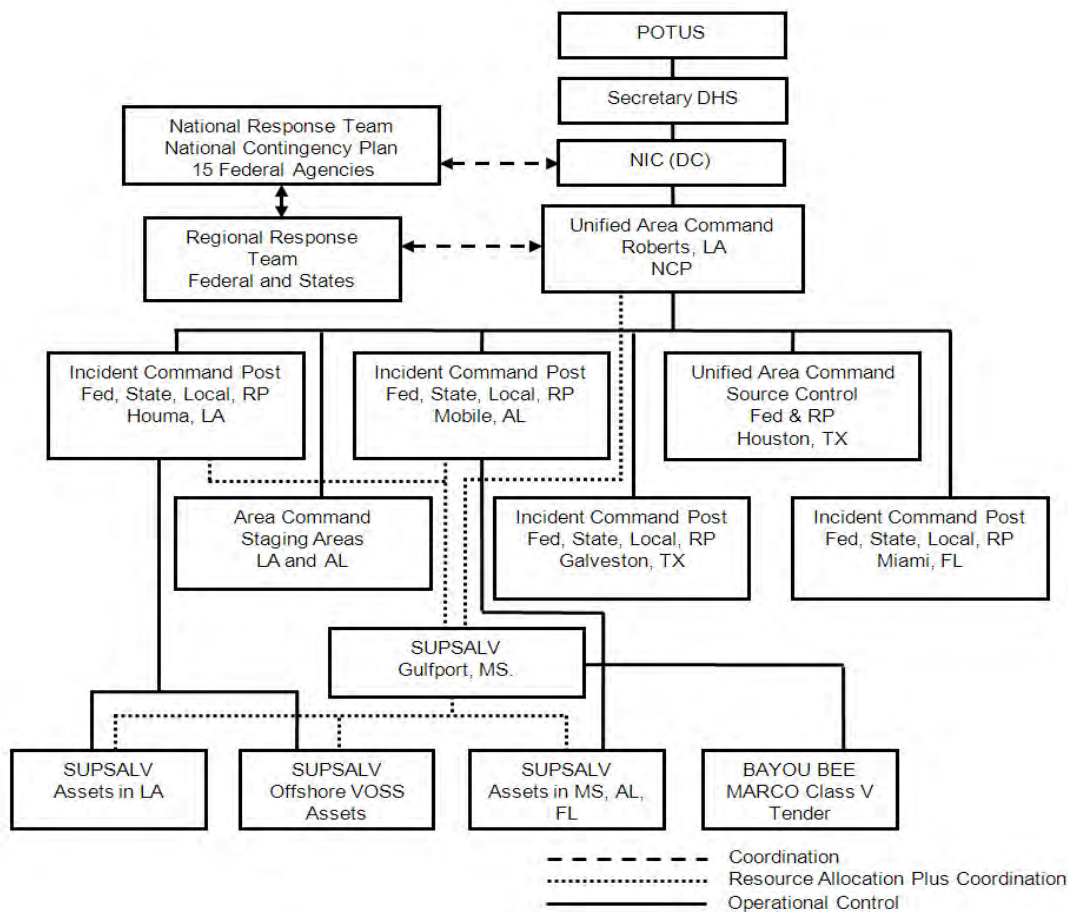 POTUS
Secretary DHS
National Response Team
National Contingency Plan
15 Federal Agencies
NIC (DC)
Regional Response
Team
Federal and States
Unified Area Command
Roberts, LA
NCP
Incident Command Post
Fed, State, Local, RP
Houma, LA
Incident Command Post
Fed, State, Local, RP
Mobile, AL
Unified Area Command
Source Control
Fed & RP
Houston, TX
Area Command
Staging Areas
LA and AL
Incident Command Post
Fed, State, Local, RP
Galveston, TX
Incident Command Post
Fed, State, Local, RP
Miami, FL
SUPSALV
Gulfport, MS.
SUPSALV
Assets in LA
SUPSALV
Offshore VOSS
Assets
SUPSALV
Assets in MS, AL,
FL
BAYOU BEE
MARCO Class V
Tender
Coordination
Resource Allocation Plus Coordination
Operational Control